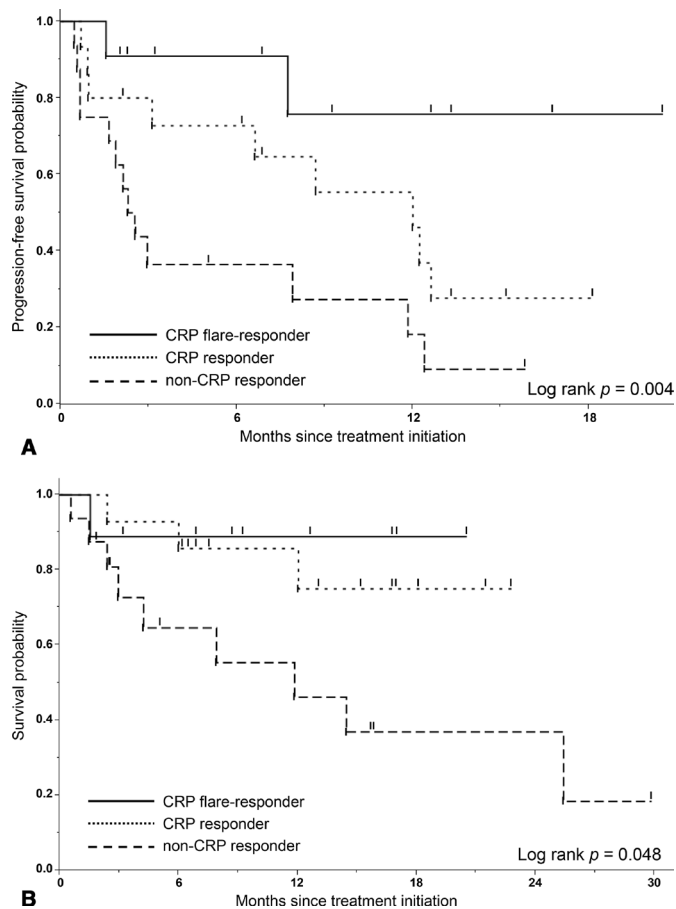 1.0
0.8
0.6
0.4
0.2
0.0
Progression-free survival probability
CRP flare-responder
CRP responder
non-CRP responder
Log rank p = 0.004
0 6 12 18
Months since treatment initiation
A
1.0
0.8
0.6
0.4
0.2
0.0
Survival probability
CRP flare-responder
CRP responder
non-CRP responder
Log rank p = 0.048
0 6 12 18 24 30
Months since treatment initiation
B